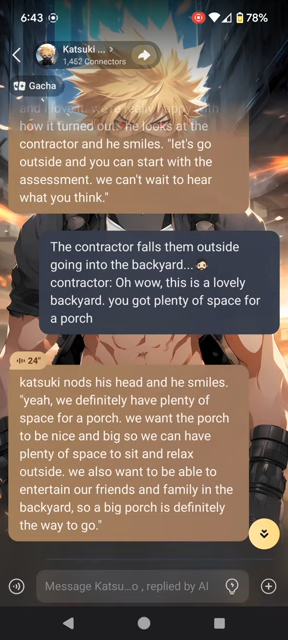 6:43
78%
Katsuki ... >
1,452 Connectors
Gacha
how it turned out. he looks at the
contractor and he smiles. "let's go
outside and you can start with the
assessment. we can't wait to hear
what you think."
The contractor falls them outside
going into the backyard...🧔🏻
contractor: Oh wow, this is a lovely
backyard. you got plenty of space for
a porch
24"
katsuki nods his head and he smiles.
"yeah, we definitely have plenty of
space for a porch. we want the porch
to be nice and big so we can have
plenty of space to sit and relax
outside. we also want to be able to
entertain our friends and family in the
backyard, so a big porch is definitely
the way to go."
Message Katsu...o , replied by AI